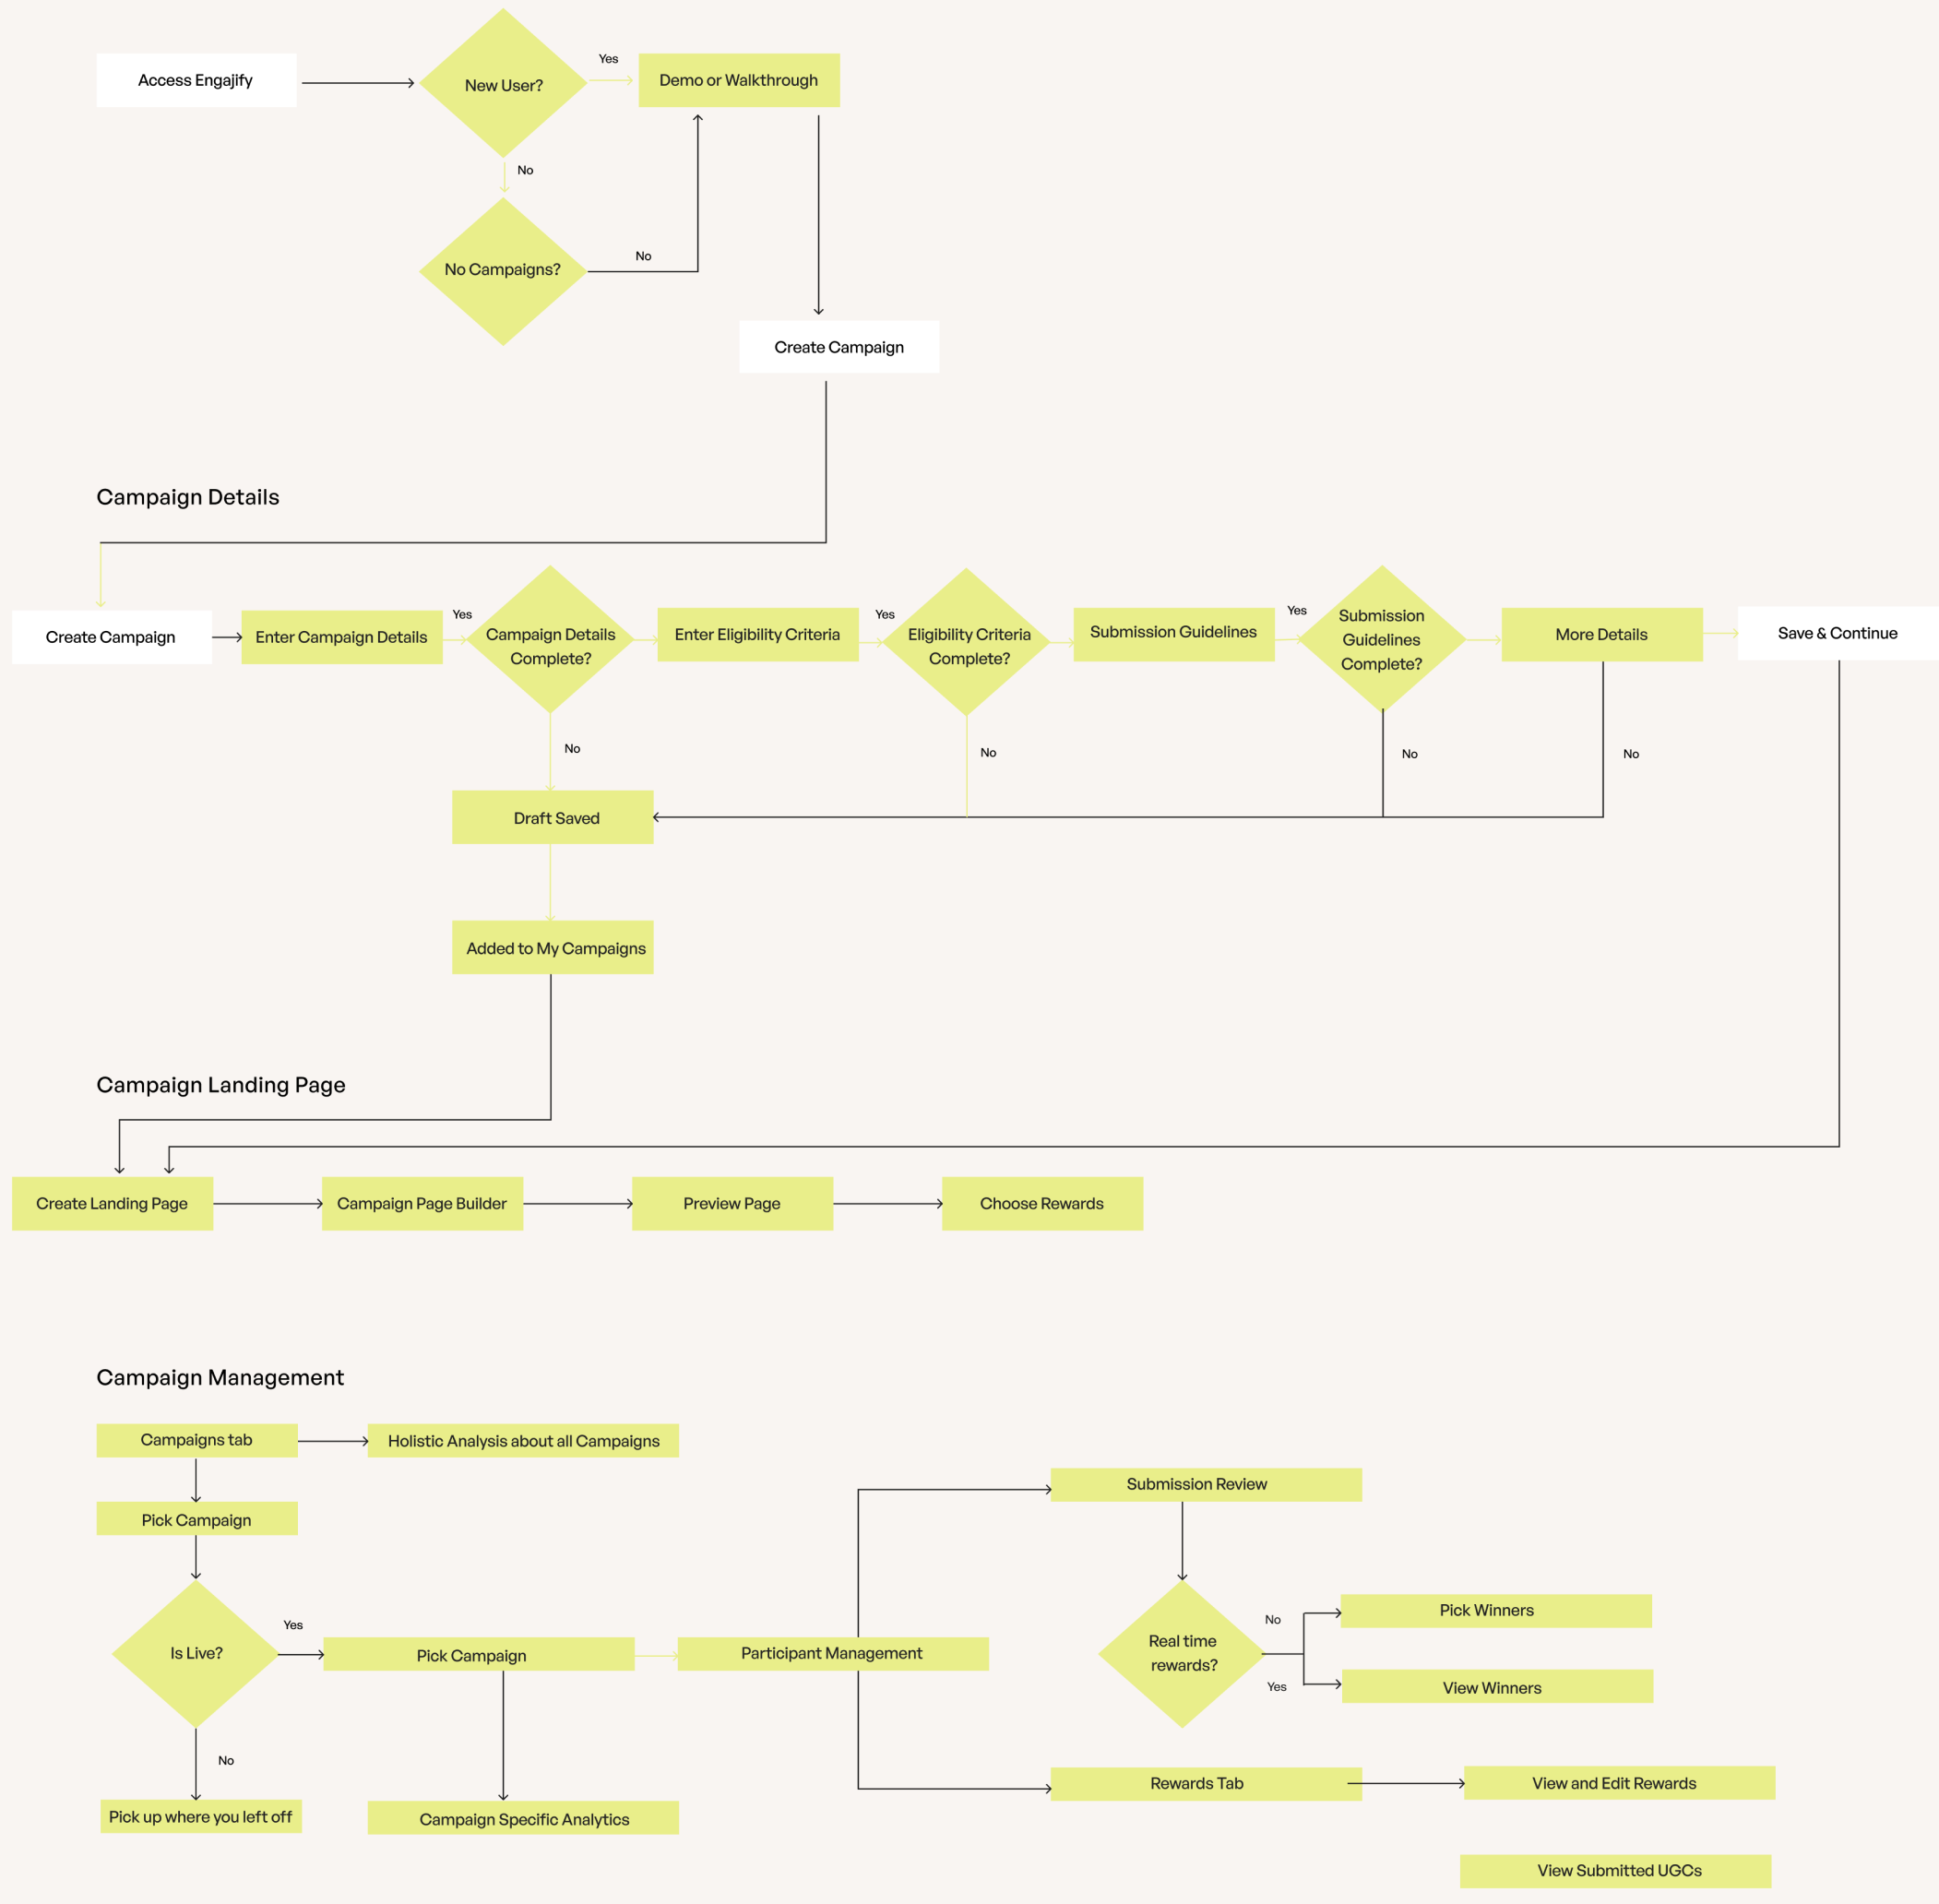 Access Engajify
New User?
Yes
Demo or Walkthrough
No
No Campaigns?
No
Create Campaign
Campaign Details
Create Campaign
Enter Campaign Details
Yes
Campaign Details
Complete?
Enter Eligibility Criteria
Yes
Eligibility Criteria
Complete?
Submission Guidelines
Yes
Submission
Guidelines
Complete?
More Details
Save & Continue
No
No
No
No
Draft Saved
Added to My Campaigns
Campaign Landing Page
Create Landing Page
Campaign Page Builder
Preview Page
Choose Rewards
Campaign Management
Campaigns tab
Holistic Analysis about all Campaigns
Pick Campaign
Is Live?
Yes
Pick Campaign
Participant Management
No
Pick up where you left off
Campaign Specific Analytics
Submission Review
Real time
rewards?
No
Pick Winners
Yes
View Winners
Rewards Tab
View and Edit Rewards
View Submitted UGCs